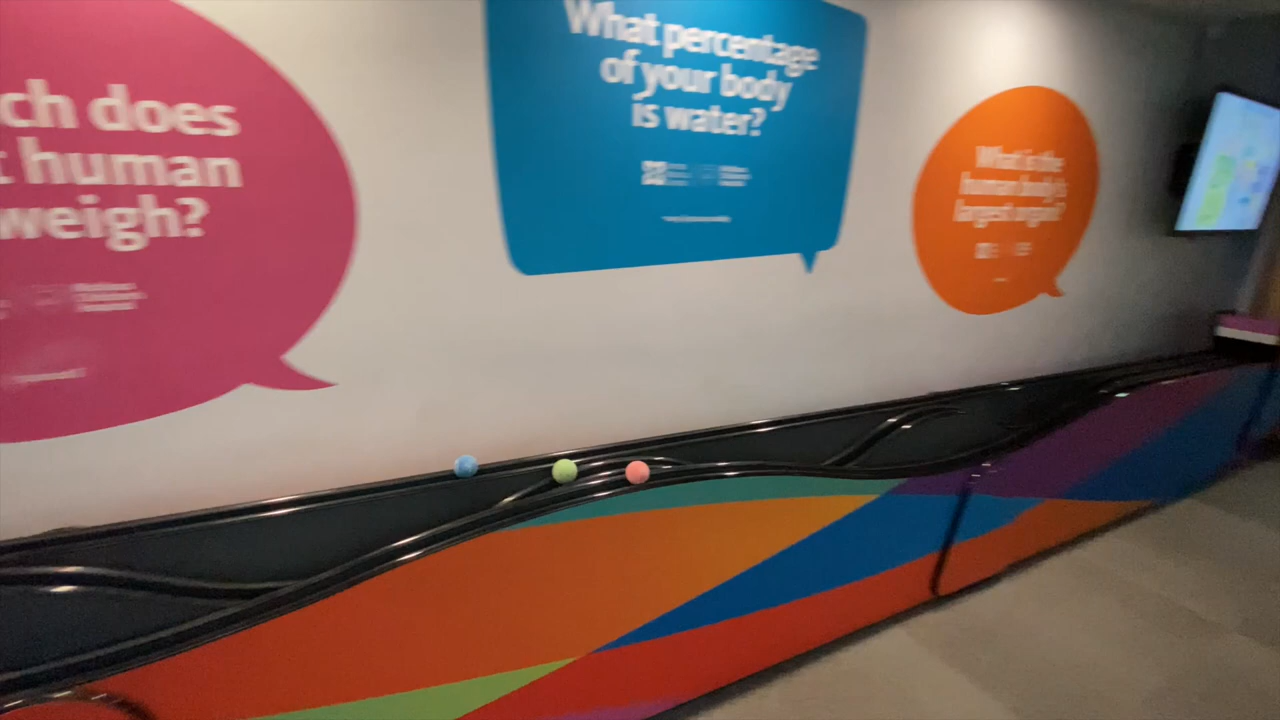 ch does
t human
weigh?
What percentage
of your body
is water?
What is the
human body's
largest organ?